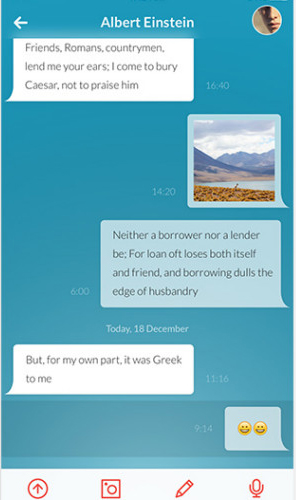 Albert Einstein
Friends, Romans, countrymen,
lend me your ears; I come to bury
Caesar, not to praise him
16:40
14:20
Neither a borrower nor a lender
be; For loan oft loses both itself
and friend, and borrowing dulls the
edge of husbandry
6:00
Today, 18 December
But, for my own part, it was Greek
to me
11:16
9:14
😀😀